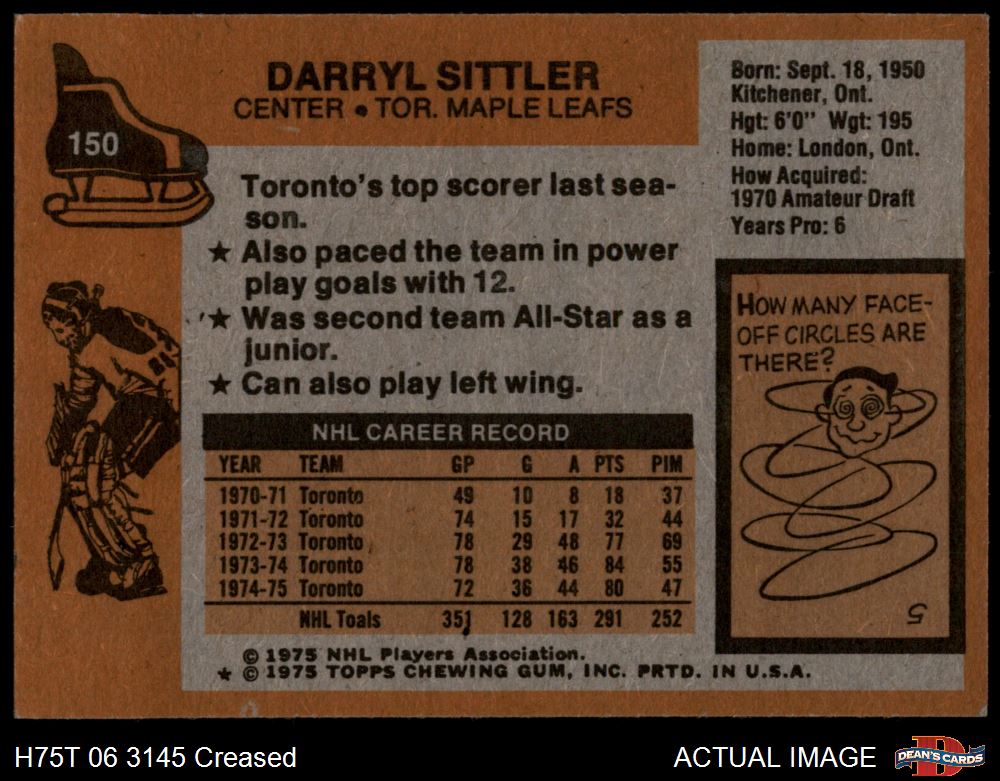 150
DARRYL SITTLER
CENTER • TOR. MAPLE LEAFS
Born: Sept. 18, 1950
Kitchener, Ont.
Hgt: 6'0" Wgt: 195
Home: London, Ont.
How Acquired:
1970 Amateur Draft
Years Pro: 6
Toronto's top scorer last sea-
son.
★ Also paced the team in power
play goals with 12.
★ Was second team All-Star as a
junior.
★ Can also play left wing.
NHL CAREER RECORD
YEAR TEAM GP G A PTS PIM
1970-71 Toronto 49 10 8 18 37
1971-72 Toronto 74 15 17 32 44
1972-73 Toronto 78 29 48 77 69
1973-74 Toronto 78 38 46 84 55
1974-75 Toronto 72 36 44 80 47
NHL Toals 351 128 163 291 252
© 1975 NHL Players Association.
★ © 1975 TOPPS CHEWING GUM, INC. PRTD. IN U.S.A.
HOW MANY FACE-
OFF CIRCLES ARE
THERE?
5
H75T 06 3145 Creased
ACTUAL IMAGE
D
DEAN'S CARDS